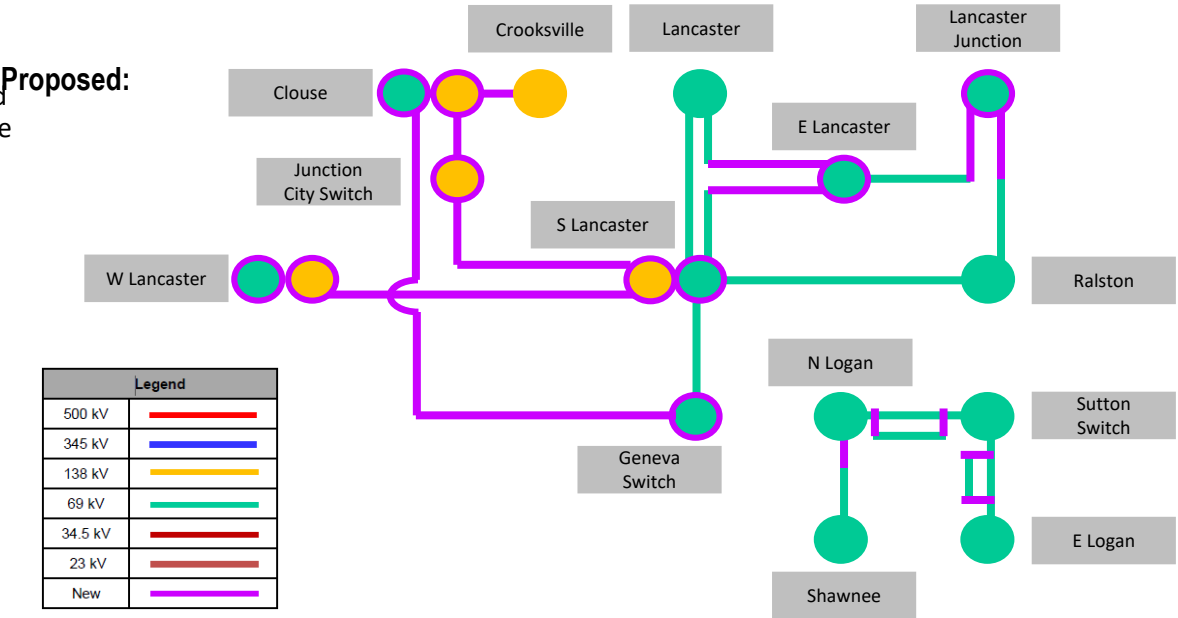 Crooksville
Lancaster
Lancaster
Junction
Proposed:
d
e
Clouse
E Lancaster
Junction
City Switch
S Lancaster
W Lancaster
Ralston
N Logan
Sutton
Switch
Legend
500 kV
345 kV
138 kV
69 kV
34.5 kV
23 kV
New
Geneva
Switch
E Logan
Shawnee